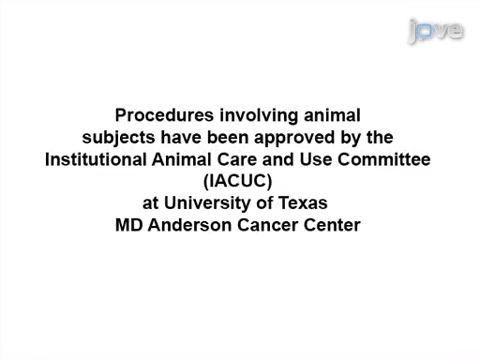 jove
Procedures involving animal
subjects have been approved by the
Institutional Animal Care and Use Committee
(IACUC)
at University of Texas
MD Anderson Cancer Center